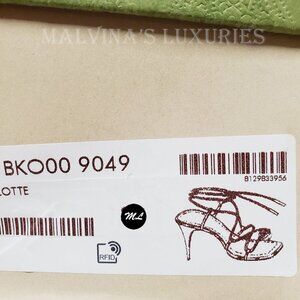 MALVINA'S LUXURIES
BKO00 9049
8129833956
LOTTE
ML
RFID